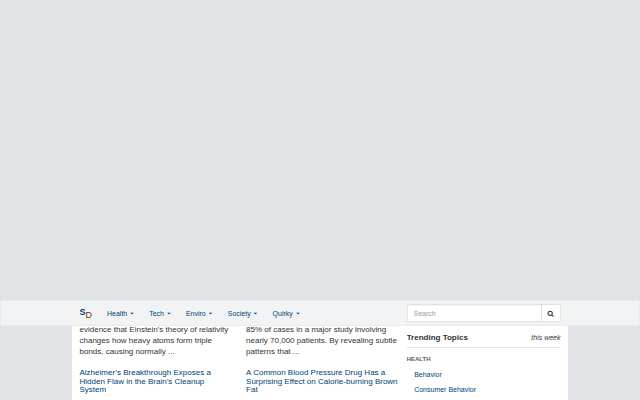 SD Health Tech Enviro Society Quirky Search
evidence that Einstein's theory of relativity
changes how heavy atoms form triple
bonds, causing normally ...
Alzheimer's Breakthrough Exposes a
Hidden Flaw in the Brain's Cleanup
System
85% of cases in a major study involving
nearly 70,000 patients. By revealing subtle
patterns that ...
A Common Blood Pressure Drug Has a
Surprising Effect on Calorie-burning Brown
Fat
Trending Topics this week
HEALTH
Behavior
Consumer Behavior